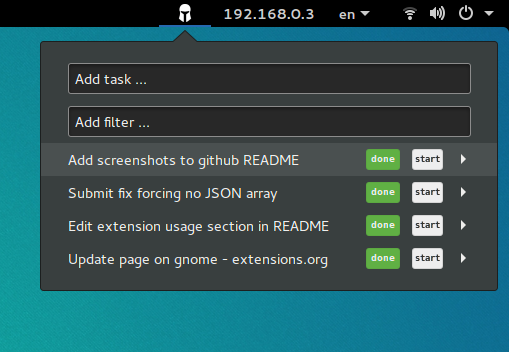 192.168.0.3 en
Add task ...
Add filter ...
Add screenshots to github README done start
Submit fix forcing no JSON array done start
Edit extension usage section in README done start
Update page on gnome - extensions.org done start